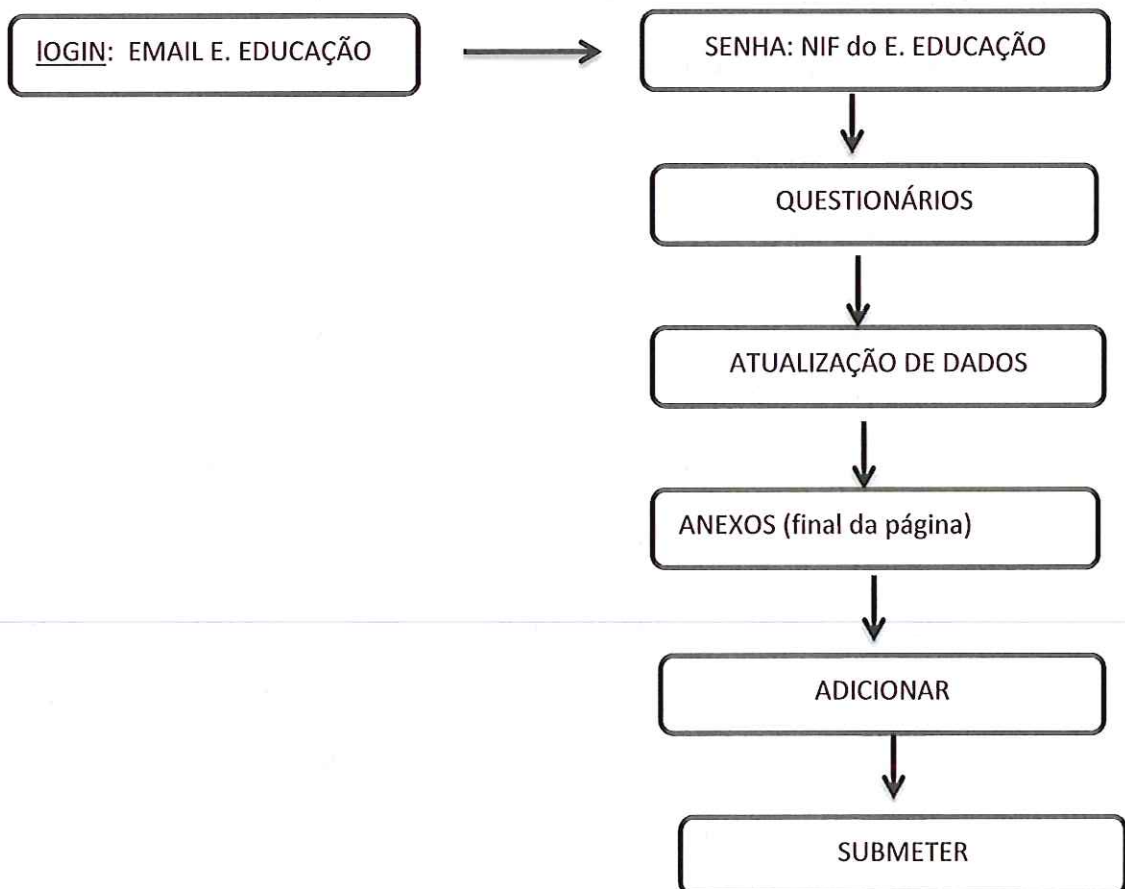 lOGIN: EMAIL E. EDUCAÇÃO
SENHA: NIF do E. EDUCAÇÃO
QUESTIONÁRIOS
ATUALIZAÇÃO DE DADOS
ANEXOS (final da página)
ADICIONAR
SUBMETER